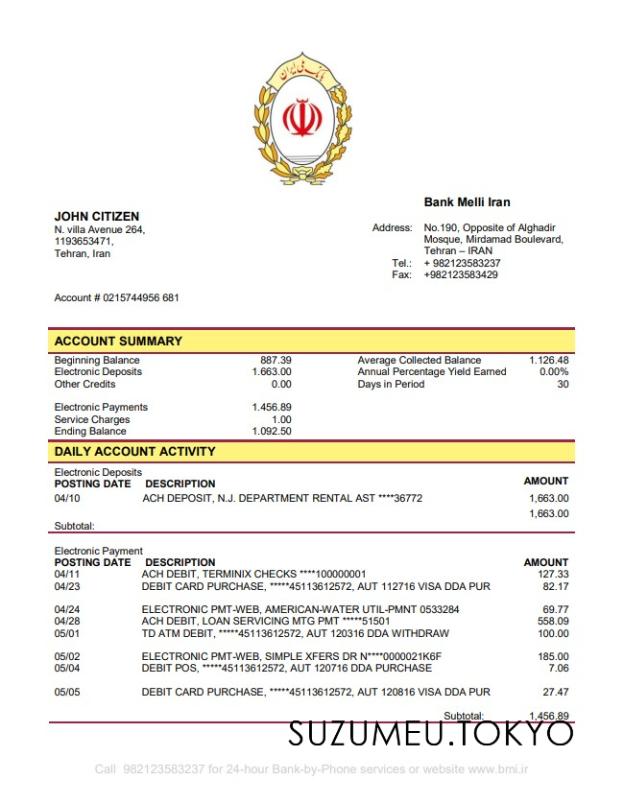 بانک ملی ایران
Bank Melli Iran
JOHN CITIZEN
N. villa Avenue 264,
1193653471,
Tehran, Iran
Address: No.190, Opposite of Alghadir
Mosque, Mirdamad Boulevard,
Tehran – IRAN
Tel.: + 982123583237
Fax: +982123583429
Account # 0215744956 681
ACCOUNT SUMMARY
Beginning Balance 887.39 Average Collected Balance 1.126.48
Electronic Deposits 1.663.00 Annual Percentage Yield Earned 0.00%
Other Credits 0.00 Days in Period 30
Electronic Payments 1.456.89
Service Charges 1.00
Ending Balance 1.092.50
DAILY ACCOUNT ACTIVITY
Electronic Deposits
POSTING DATE DESCRIPTION AMOUNT
04/10 ACH DEPOSIT, N.J. DEPARTMENT RENTAL AST ****36772 1,663.00
1,663.00
Subtotal:
Electronic Payment
POSTING DATE DESCRIPTION AMOUNT
04/11 ACH DEBIT, TERMINIX CHECKS ****100000001 127.33
04/23 DEBIT CARD PURCHASE, *****45113612572, AUT 112716 VISA DDA PUR 82.17
04/24 ELECTRONIC PMT-WEB, AMERICAN-WATER UTIL-PMNT 0533284 69.77
04/28 ACH DEBIT, LOAN SERVICING MTG PMT *****51501 558.09
05/01 TD ATM DEBIT, *****45113612572, AUT 120316 DDA WITHDRAW 100.00
05/02 ELECTRONIC PMT-WEB, SIMPLE XFERS DR N****0000021K6F 185.00
05/04 DEBIT POS, *****45113612572, AUT 120716 DDA PURCHASE 7.06
05/05 DEBIT CARD PURCHASE, *****45113612572, AUT 120816 VISA DDA PUR 27.47
Subtotal: 1,456.89
SUZUMEU.TOKYO
Call 982123583237 for 24-hour Bank-by-Phone services or website www.bmi.ir